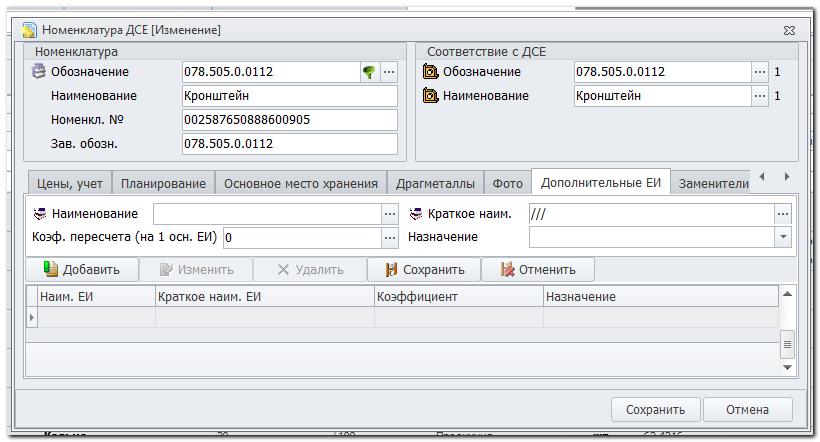 Номенклатура ДСЕ [Изменение]
Номенклатура
Обозначение 078.505.0.0112 ...
Наименование Кронштейн
Номенкл. № 002587650888600905
Зав. обозн. 078.505.0.0112
Соответствие с ДСЕ
Обозначение 078.505.0.0112 ... 1
Наименование Кронштейн ... 1
Цены, учет Планирование Основное место хранения Драгметаллы Фото Дополнительные ЕИ Заменители
Наименование ... Краткое наим. /// ...
Коэф. пересчета (на 1 осн. ЕИ) 0 ... Назначение
Добавить Изменить Удалить Сохранить Отменить
Наим. ЕИ Краткое наим. ЕИ Коэффициент Назначение
Сохранить Отмена